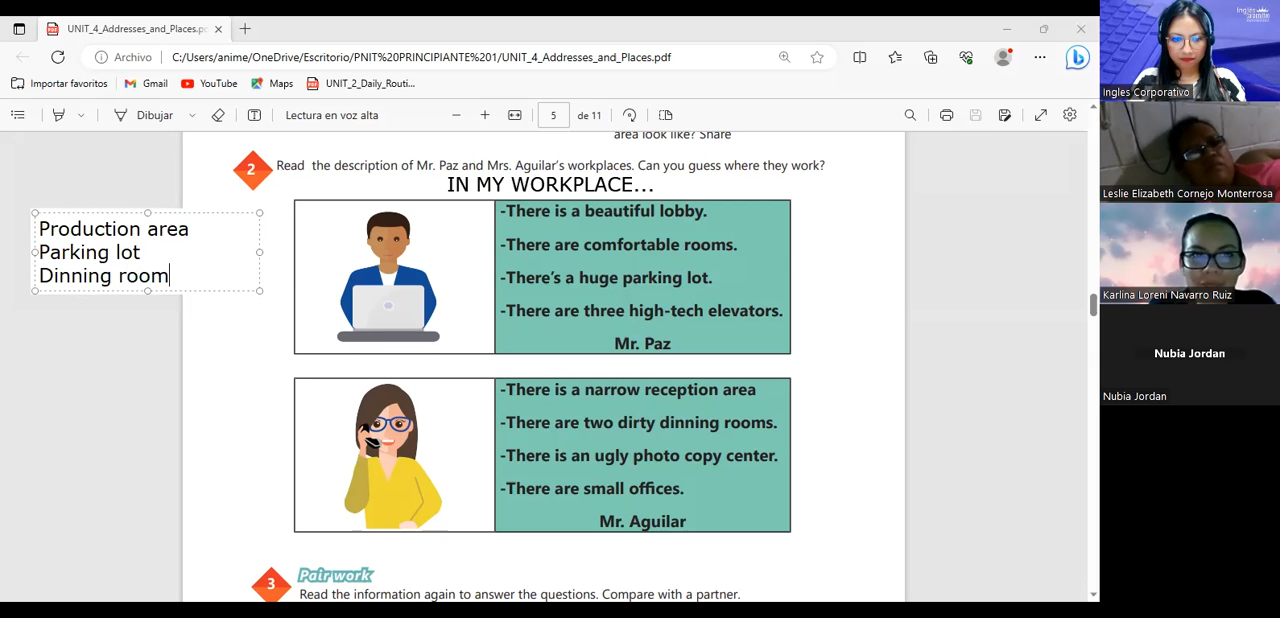 UNIT_4_Addresses_and_Places.pc
Archivo
C:/Users/anime/OneDrive/Escritorio/PNIT%20PRINCIPIANTE%201/UNIT_4_Addresses_and_Places.pdf
Importar favoritos
Gmail
YouTube
Maps
UNIT_2_Daily_Routi...
Dibujar
Lectura en voz alta
5
de 11
area look like? Share
2
Read the description of Mr. Paz and Mrs. Aguilar's workplaces. Can you guess where they work?
IN MY WORKPLACE...
Production area
Parking lot
Dinning room
-There is a beautiful lobby.
-There are comfortable rooms.
-There's a huge parking lot.
-There are three high-tech elevators.
Mr. Paz
-There is a narrow reception area
-There are two dirty dinning rooms.
-There is an ugly photo copy center.
-There are small offices.
Mr. Aguilar
3
Pair work
Read the information again to answer the questions. Compare with a partner.
Ingles Corporativo
Leslie Elizabeth Cornejo Monterrosa
Karlina Loreni Navarro Ruiz
Nubia Jordan
Nubia Jordan